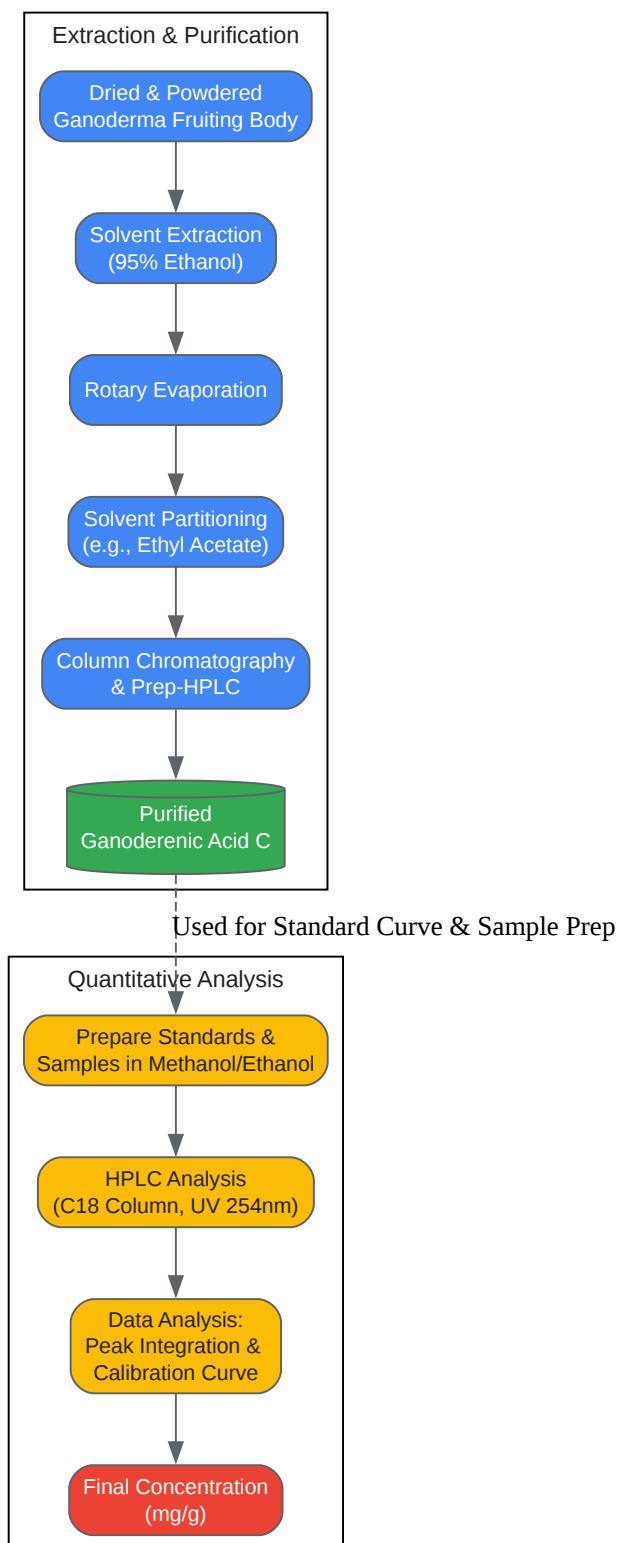 Extraction & Purification
Dried & Powdered
Ganoderma Fruiting Body
Solvent Extraction
(95% Ethanol)
Rotary Evaporation
Solvent Partitioning
(e.g., Ethyl Acetate)
Column Chromatography
& Prep-HPLC
Purified
Ganoderenic Acid C
Used for Standard Curve & Sample Prep
Quantitative Analysis
Prepare Standards &
Samples in Methanol/Ethanol
HPLC Analysis
(C18 Column, UV 254nm)
Data Analysis:
Peak Integration &
Calibration Curve
Final Concentration
(mg/g)